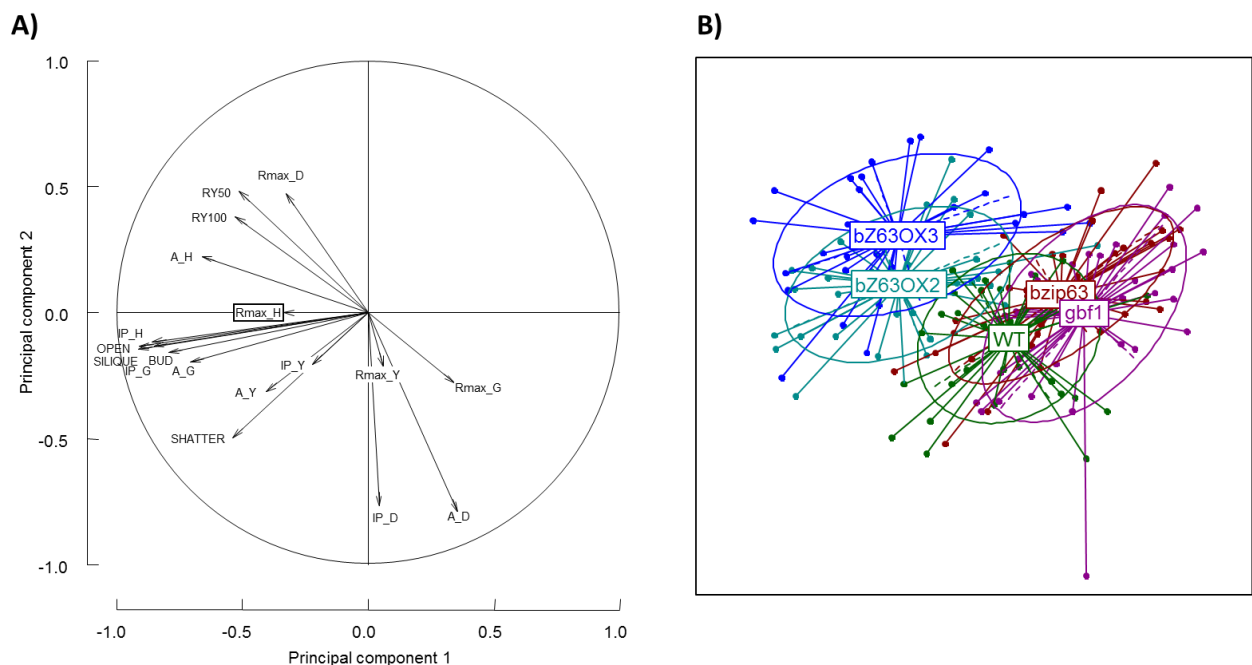 A)
B)
1.0
0.5
0.0
-0.5
-1.0
Principal component 2
Rmax_D
RY50
RY100
A_H
Rmax_H
IP_H
OPEN
SILIQUE
BUD
IP_G
A_G
IP_Y
A_Y
Rmax_Y
Rmax_G
SHATTER
IP_D
A_D
-1.0 -0.5 0.0 0.5 1.0
Principal component 1
bZ63OX3
bZ63OX2
bzip63
gbf1
WT